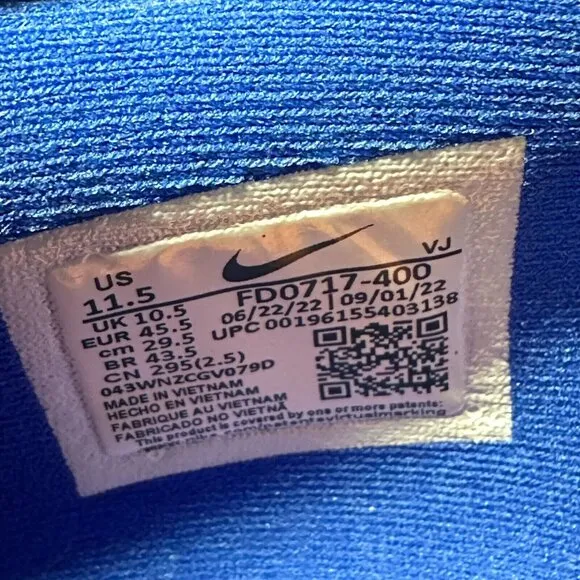 US
VJ
11.5
FD0717-400
UK 10.5
06/22/22 | 09/01/22
EUR 45.5
UPC 00196155403138
cm 29.5
BR 43.5
CN 295(2.5)
043WNZCGV079D
MADE IN VIETNAM
HECHO EN VIETNAM
FABRIQUE AU VIETNAM
FABRICADO NO VIETNÃ
This product is covered by one or more patents: